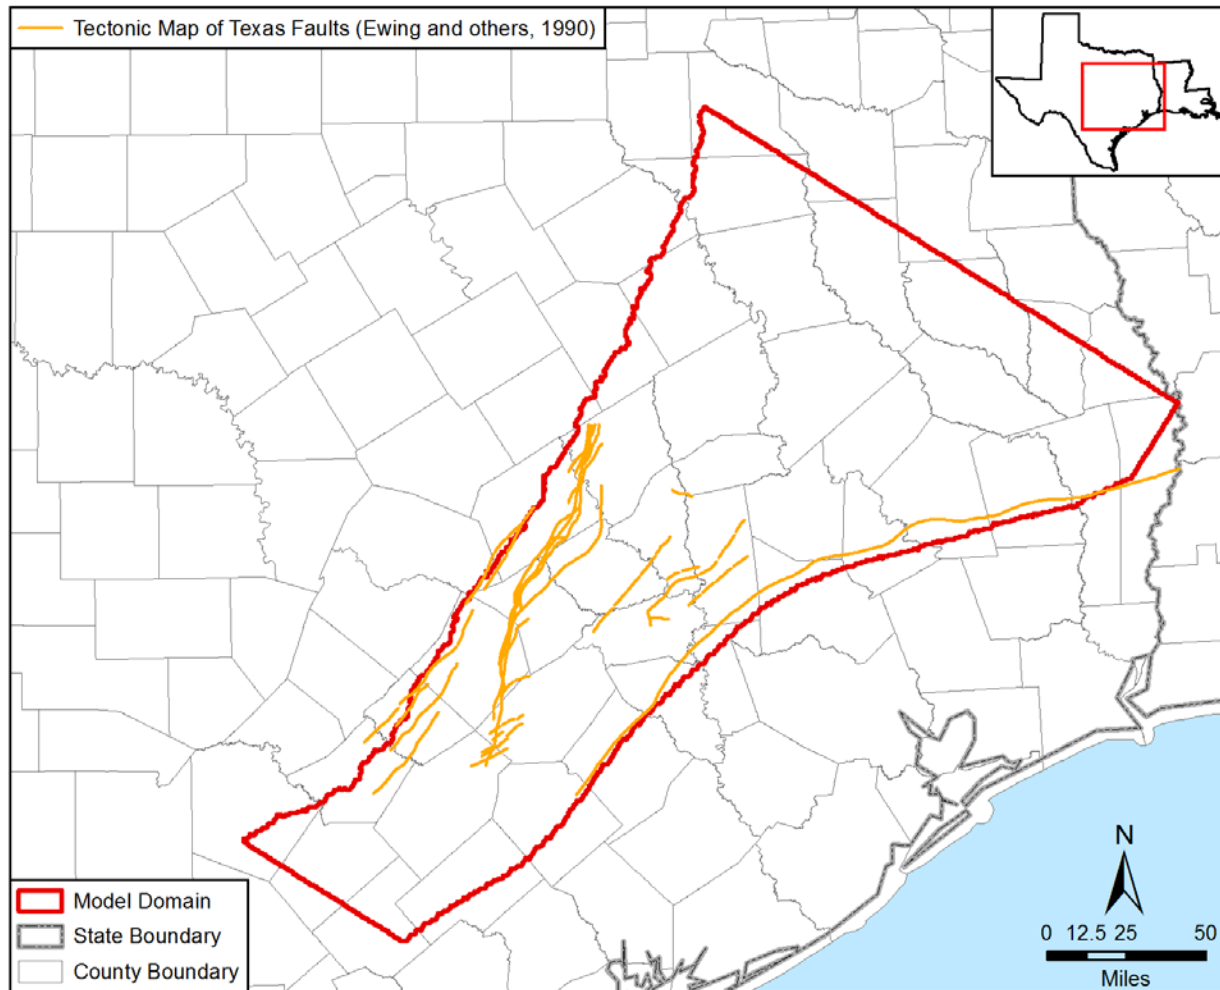 Tectonic Map of Texas Faults (Ewing and others, 1990)
N
0 12.5 25 50
Miles
Model Domain
State Boundary
County Boundary